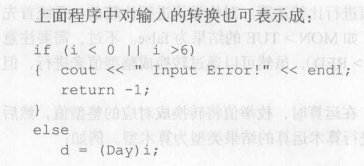 上面程序中对输入的转换也可表示成：
if (i < 0 || i >6)
{ cout << " Input Error!" << endl;
return -1;
}
else
d = (Day)i;